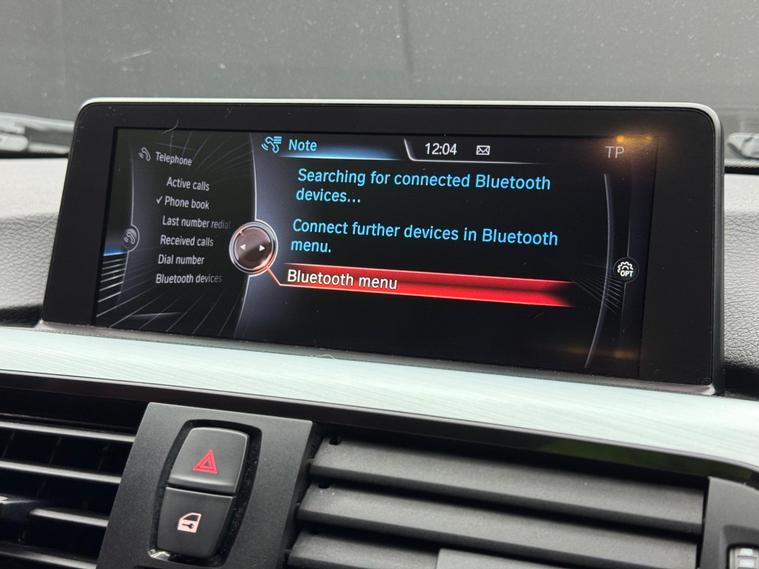 Note
12:04
TP
Telephone
Active calls
Phone book
Last number redial
Received calls
Dial number
Bluetooth devices
Searching for connected Bluetooth
devices...
Connect further devices in Bluetooth
menu.
Bluetooth menu
OPT